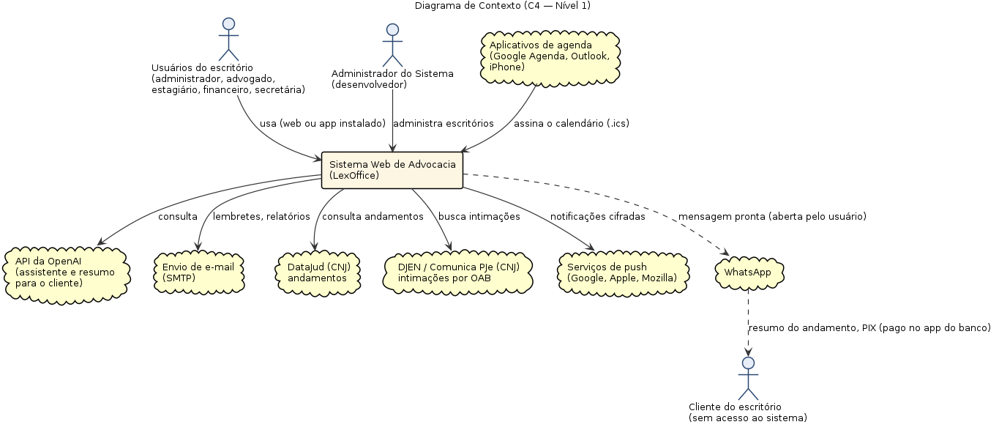 Diagrama de Contexto (C4 — Nível 1)
Usuários do escritório
(administrador, advogado,
estagiário, financeiro, secretária)
Administrador do Sistema
(desenvolvedor)
Aplicativos de agenda
(Google Agenda, Outlook,
iPhone)
usa (web ou app instalado)
administra escritórios
assina o calendário (.ics)
Sistema Web de Advocacia
(LexOffice)
consulta
lembretes, relatórios
consulta andamentos
busca intimações
notificações cifradas
mensagem pronta (aberta pelo usuário)
API da OpenAI
(assistente e resumo
para o cliente)
Envio de e-mail
(SMTP)
DataJud (CNJ)
andamentos
DJEN / Comunica PJe (CNJ)
intimações por OAB
Serviços de push
(Google, Apple, Mozilla)
WhatsApp
resumo do andamento, PIX (pago no app do banco)
Cliente do escritório
(sem acesso ao sistema)